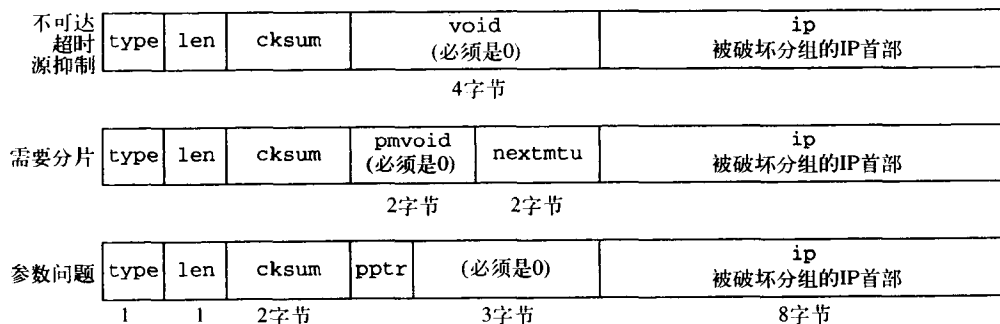 不可达
超时
源抑制
type len cksum void ip
(必须是0) 被破坏分组的IP首部
4字节
需要分片 type len cksum pmvoid nextmtu ip
(必须是0) 被破坏分组的IP首部
2字节 2字节
参数问题 type len cksum pptr (必须是0) ip
被破坏分组的IP首部
1 1 2字节 3字节 8字节